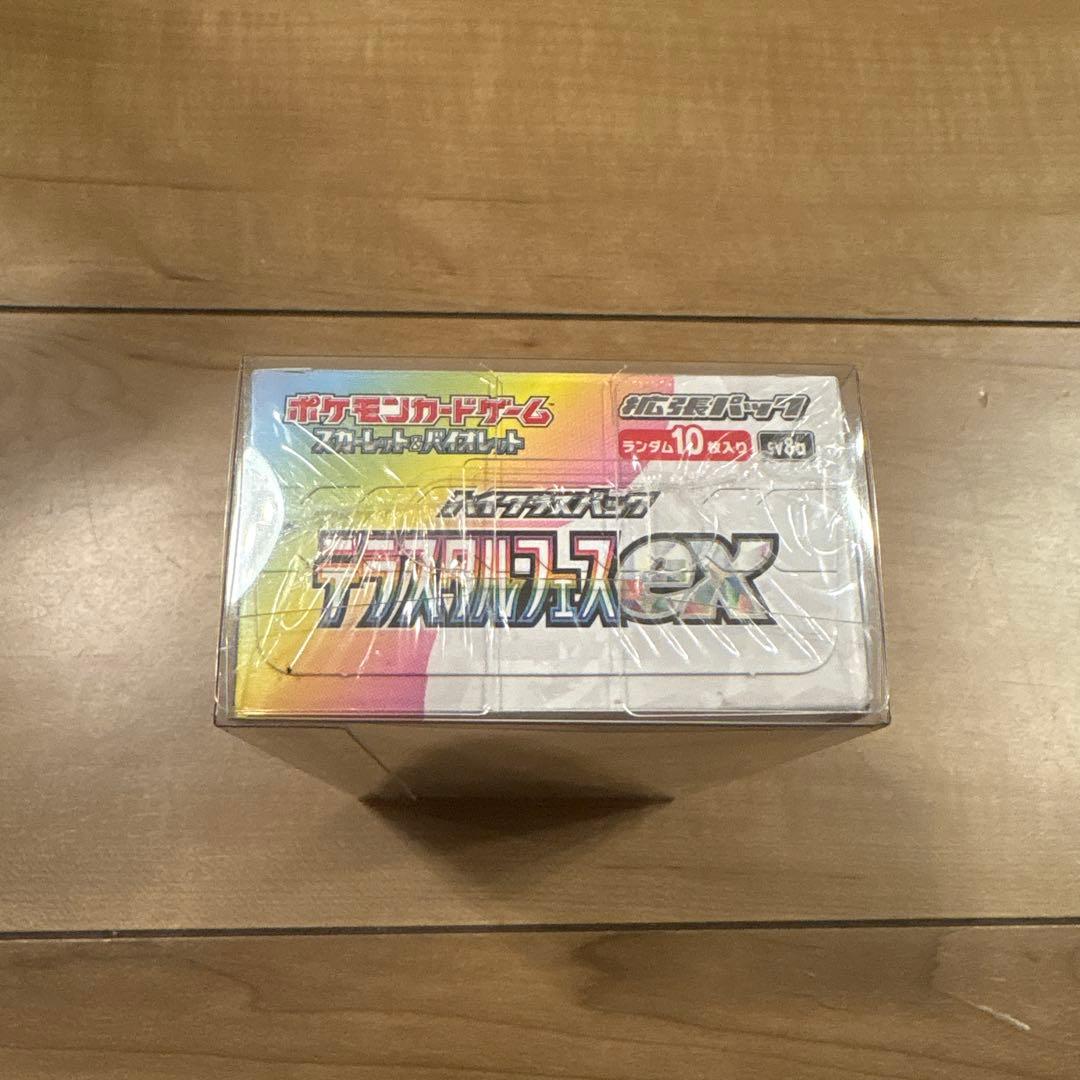 ポケモンカードゲーム
スカーレット&バイオレット
拡張パック
ランダム10枚入り sv8a
ハイクラスパック
テラスタルフェスex